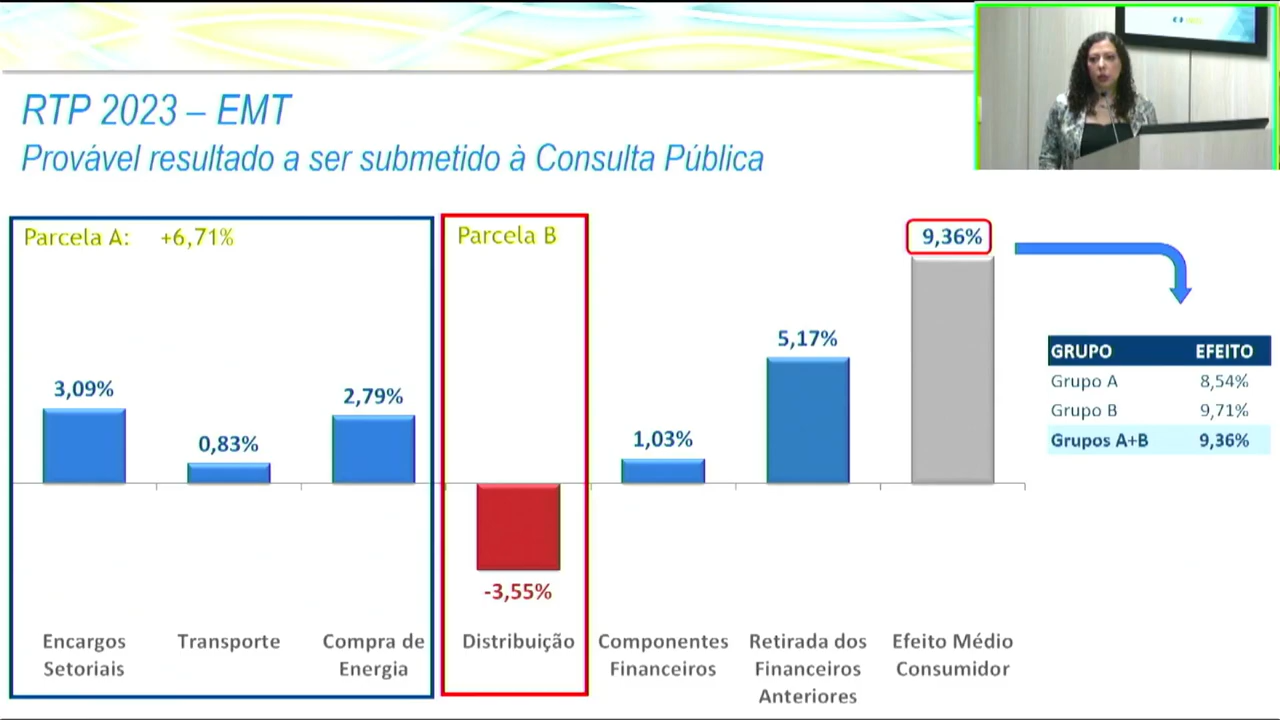 RTP 2023 – EMT
Provável resultado a ser submetido à Consulta Pública
Parcela A: +6,71%
Parcela B
9,36%
5,17%
3,09%
2,79%
0,83%
1,03%
-3,55%
GRUPO EFEITO
Grupo A 8,54%
Grupo B 9,71%
Grupos A+B 9,36%
Encargos
Setoriais
Transporte
Compra de
Energia
Distribuição
Componentes
Financeiros
Retirada dos
Financeiros
Anteriores
Efeito Médio
Consumidor